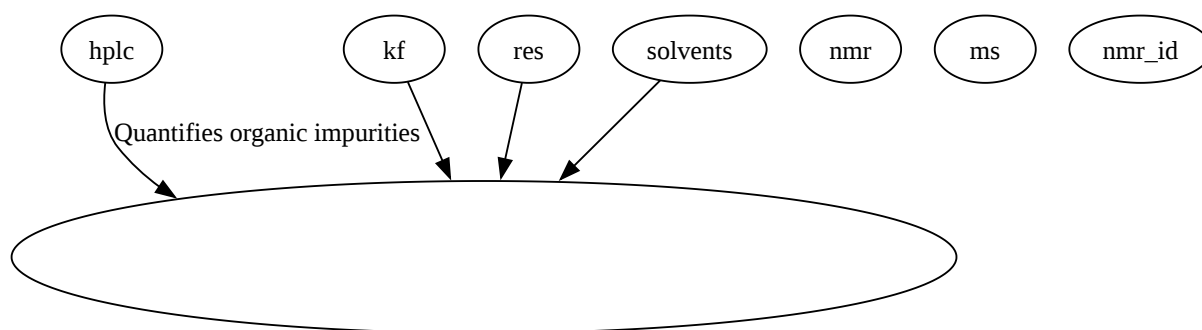 hplc
kf
res
solvents
nmr
ms
nmr_id
Quantifies organic impurities